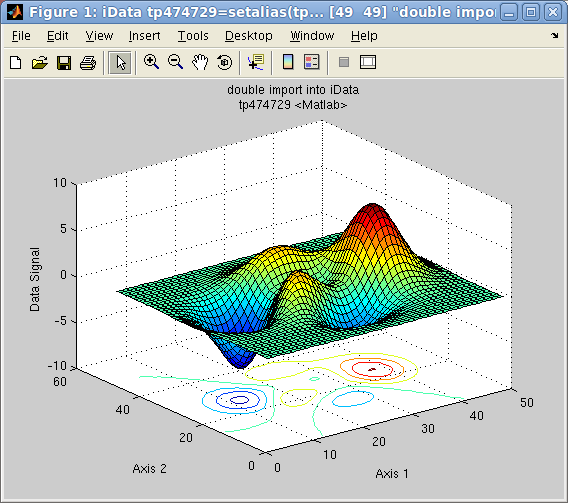 Figure 1: iData tp474729=setalias(tp... [49 49] "double impor
File Edit View Insert Tools Desktop Window Help
double import into iData
tp474729 <Matlab>
10
5
0
-5
-10
Data Signal
60
40
20
0
Axis 2
0
10
20
30
40
50
Axis 1